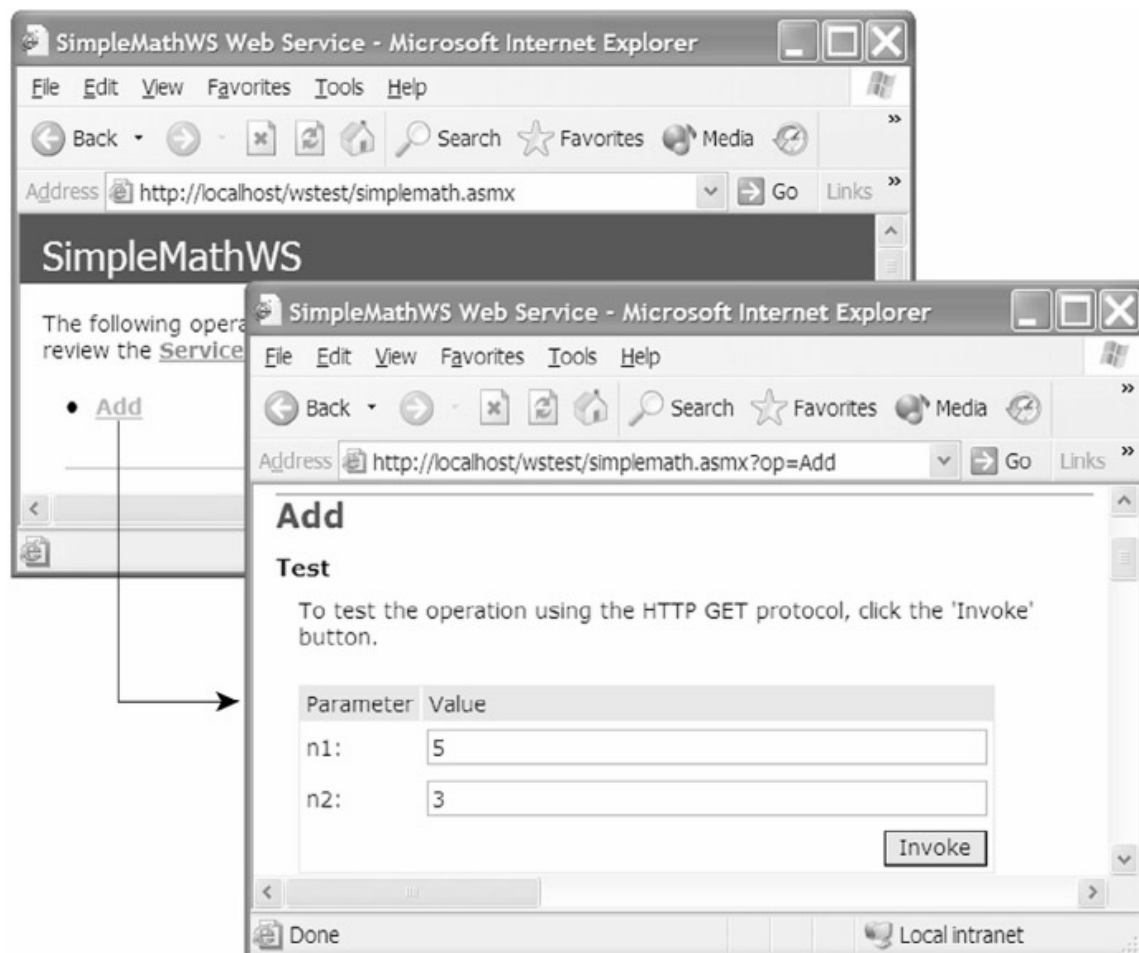 SimpleMathWS Web Service - Microsoft Internet Explorer
File Edit View Favorites Tools Help
Back Search Favorites Media »
Address http://localhost/wstest/simplemath.asmx Go Links »
SimpleMathWS
The following opera
review the Service
• Add
SimpleMathWS Web Service - Microsoft Internet Explorer
File Edit View Favorites Tools Help
Back Search Favorites Media »
Address http://localhost/wstest/simplemath.asmx?op=Add Go Links »
Add
Test
To test the operation using the HTTP GET protocol, click the 'Invoke'
button.
Parameter Value
n1: 5
n2: 3
Invoke
Done Local intranet